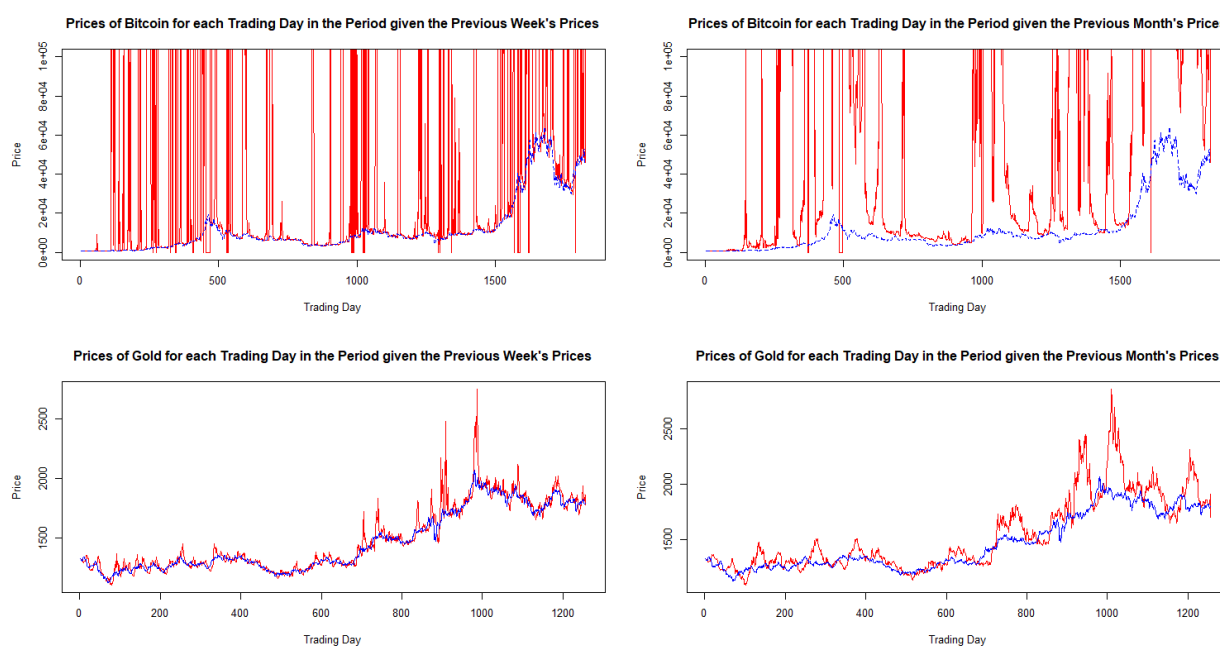 Prices of Bitcoin for each Trading Day in the Period given the Previous Week's Prices
Price
0e+00 2e+04 4e+04 6e+04 8e+04 1e+05
0 500 1000 1500
Trading Day
Prices of Bitcoin for each Trading Day in the Period given the Previous Month's Price
Price
0e+00 2e+04 4e+04 6e+04 8e+04 1e+05
0 500 1000 1500
Trading Day
Prices of Gold for each Trading Day in the Period given the Previous Week's Prices
Price
1500 2000 2500
0 200 400 600 800 1000 1200
Trading Day
Prices of Gold for each Trading Day in the Period given the Previous Month's Prices
Price
1500 2000 2500
0 200 400 600 800 1000 1200
Trading Day